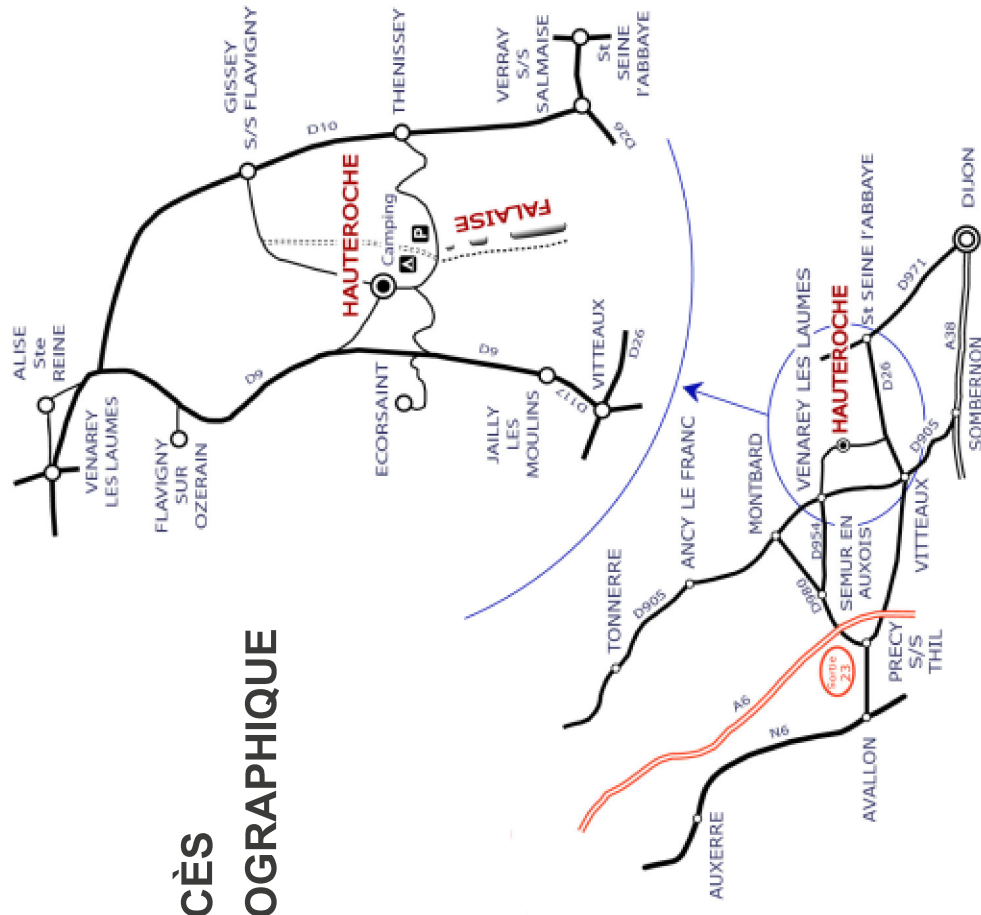 CÈS
OGRAPHIQUE
ALISE
Ste
REINE
VENAREY
LES LAUMES
FLAVIGNY
SUR
OZERAIN
GISSEY
S/S FLAVIGNY
D10
THENISSEY
HAUTEROCHE
Camping
P
FALAISE
D9
ECORSAINT
D9
JAILLY
LES
MOULINS
D117
VITTEAUX
D26
VERRAY
S/S
SALMAISE
St
SEINE
l'ABBAYE
D26
TONNERRE
D905
ANCY LE FRANC
MONTBARD
VENAREY LES LAUMES
HAUTEROCHE
St SEINE l'ABBAYE
D971
DIJON
A38
D26
D905
SOMBERNON
D954
D980
SEMUR EN
AUXOIS
VITTEAUX
PRECY
S/S
THIL
Sortie
23
A6
N6
AVALLON
AUXERRE